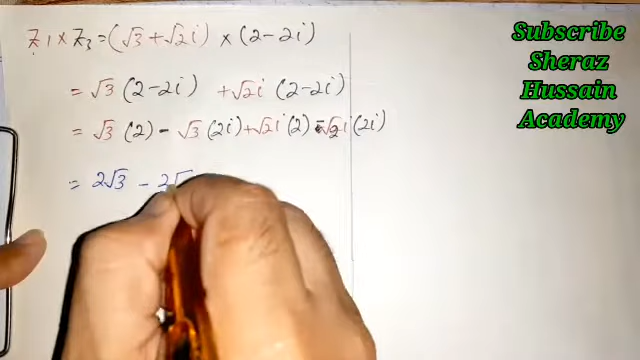 z1 × z3 = (√3 + √2i) × (2 − 2i)
= √3 (2 − 2i) + √2i (2 − 2i)
= √3 (2) − √3 (2i) + √2i (2) − √2i (2i)
= 2√3 − 2√
Subscribe
Sheraz
Hussain
Academy